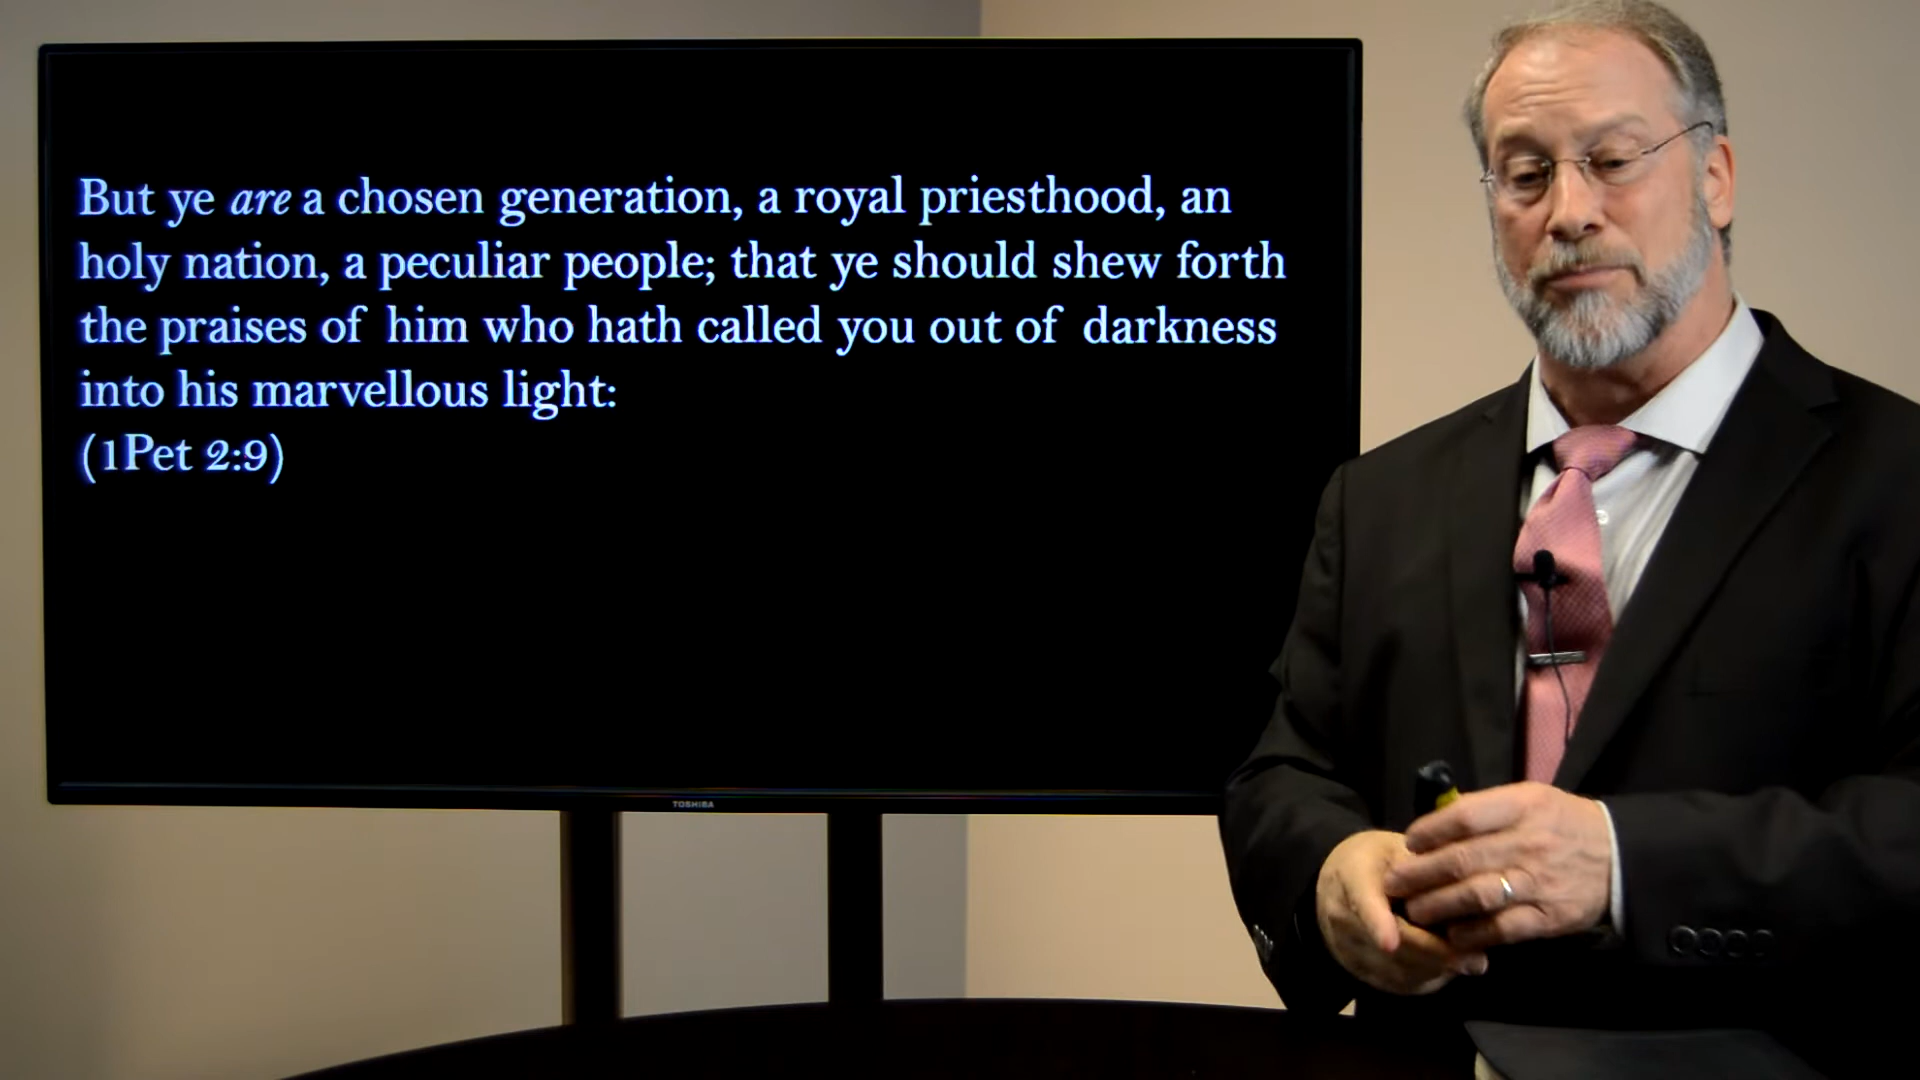 But ye are a chosen generation, a royal priesthood, an
holy nation, a peculiar people; that ye should shew forth
the praises of him who hath called you out of darkness
into his marvellous light:
(1Pet 2:9)
TOSHIBA